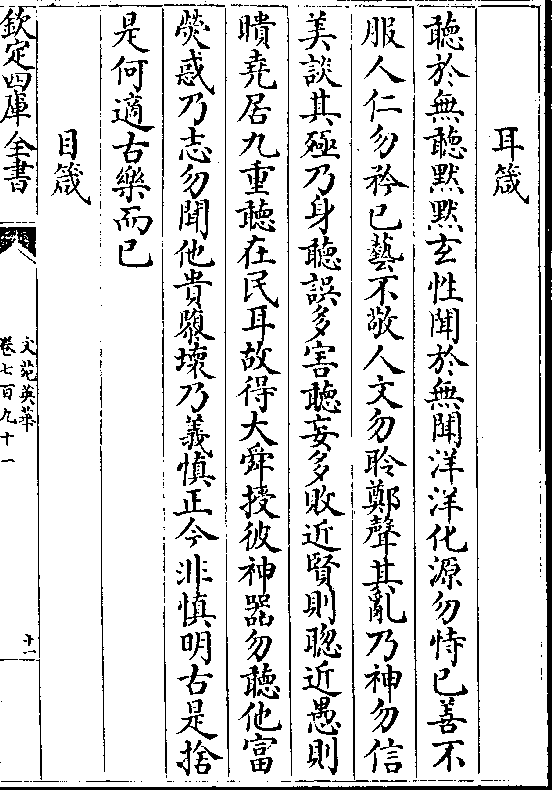 耳箴
聽於無聽默默玄性聞於無聞洋洋化源勿恃已善不
服人仁勿矜已藝不敬人文勿聆鄭聲其亂乃神勿信
美談其殛乃身聽誤多害聽妄多敗近賢則聰近愚則
聵堯居九重聽在民耳故得大舜授彼神器勿聽他富
熒惑乃志勿聞他貴隳壞乃義慎正今非慎明古是捨
是何適古樂而已
目箴
欽定四庫全書
文苑英華
卷七百九十一
十一